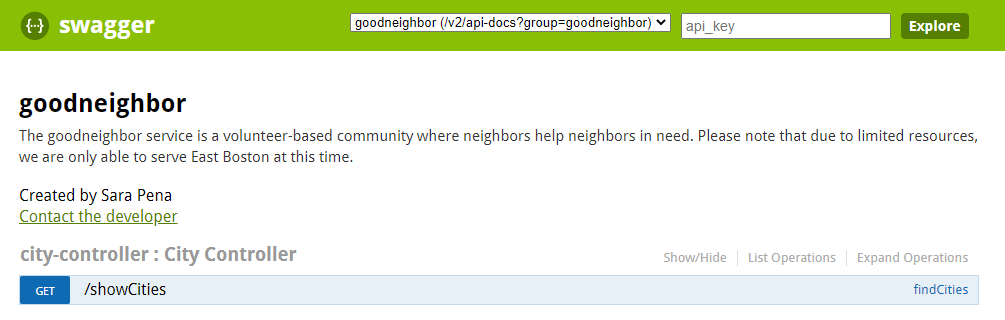 {···} swagger goodneighbor (/v2/api-docs?group=goodneighbor) api_key Explore
goodneighbor
The goodneighbor service is a volunteer-based community where neighbors help neighbors in need. Please note that due to limited resources,
we are only able to serve East Boston at this time.
Created by Sara Pena
Contact the developer
city-controller : City Controller Show/Hide List Operations Expand Operations
GET /showCities findCities